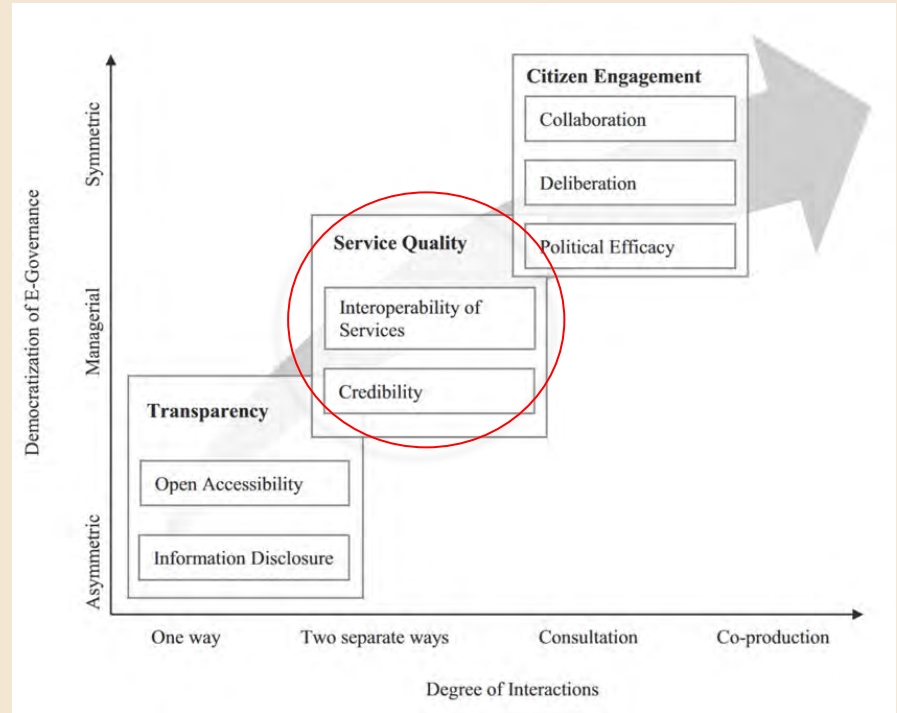 Citizen Engagement
Collaboration
Deliberation
Political Efficacy
Service Quality
Interoperability of
Services
Credibility
Transparency
Open Accessibility
Information Disclosure
Democratization of E-Governance
Symmetric
Managerial
Asymmetric
One way
Two separate ways
Consultation
Co-production
Degree of Interactions